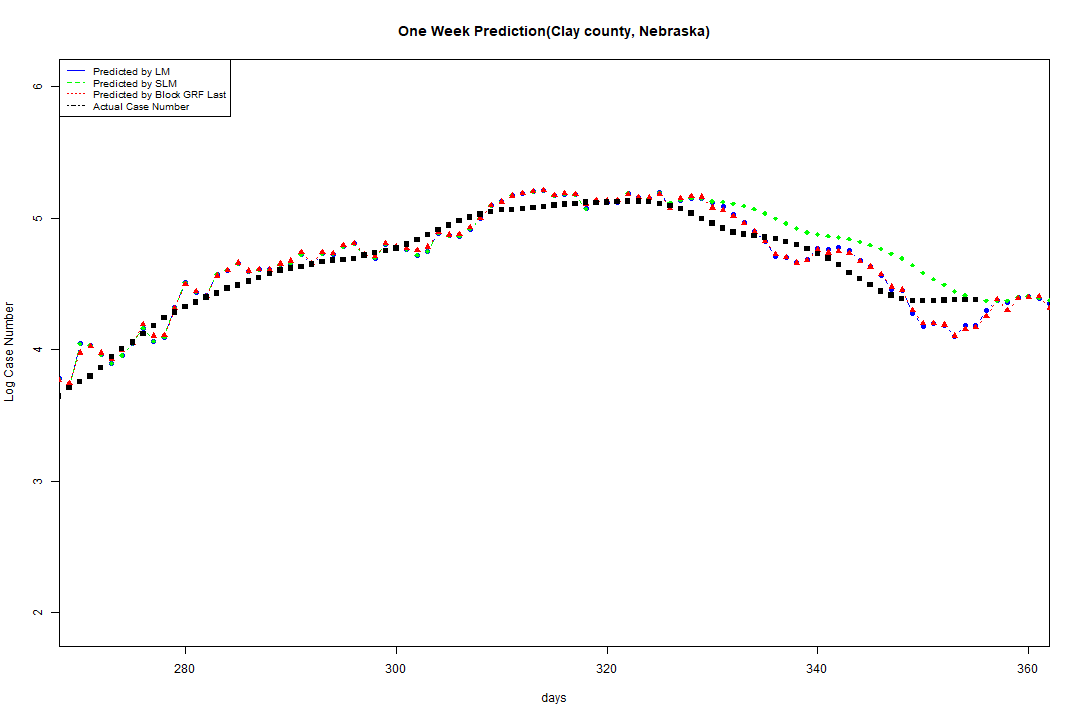 One Week Prediction(Clay county, Nebraska)
Predicted by LM
Predicted by SLM
Predicted by Block GRF Last
Actual Case Number
6
5
4
3
2
Log Case Number
280 300 320 340 360
days